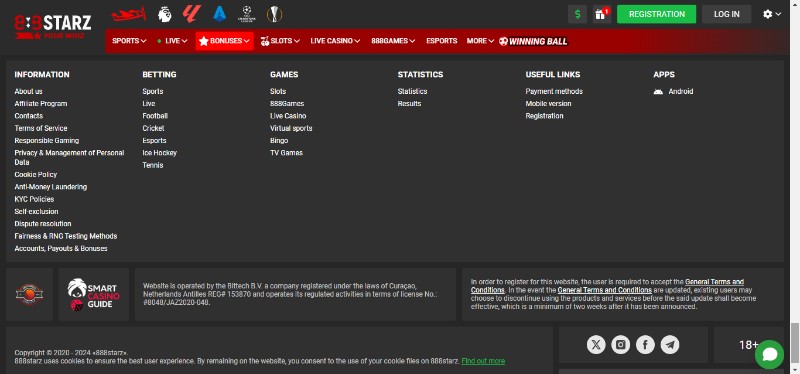 888STARZ
REGISTRATION
LOG IN
SPORTS
LIVE
BONUSES
SLOTS
LIVE CASINO
888GAMES
ESPORTS
MORE
WINNING BALL
INFORMATION
About us
Affiliate Program
Contacts
Terms of Service
Responsible Gaming
Privacy & Management of Personal
Data
Cookie Policy
Anti-Money Laundering
KYC Policies
Self-exclusion
Dispute resolution
Fairness & RNG Testing Methods
Accounts, Payouts & Bonuses
BETTING
Sports
Live
Football
Cricket
Esports
Ice Hockey
Tennis
GAMES
Slots
888Games
Live Casino
Virtual sports
Bingo
TV Games
STATISTICS
Statistics
Results
USEFUL LINKS
Payment methods
Mobile version
Registration
APPS
Android
SMART
CASINO
GUIDE
Website is operated by the Bittech B.V. a company registered under the laws of Curaçao,
Netherlands Antilles REG# 153870 and operates its regulated activities in terms of license No.:
#8048/JAZ2020-048.
In order to register for this website, the user is required to accept the General Terms and
Conditions. In the event the General Terms and Conditions are updated, existing users may
choose to discontinue using the products and services before the said update shall become
effective, which is a minimum of two weeks after it has been announced.
Copyright © 2020 - 2024 «888starz».
888starz uses cookies to ensure the best user experience. By remaining on the website, you consent to the use of your cookie files on 888starz. Find out more
18+